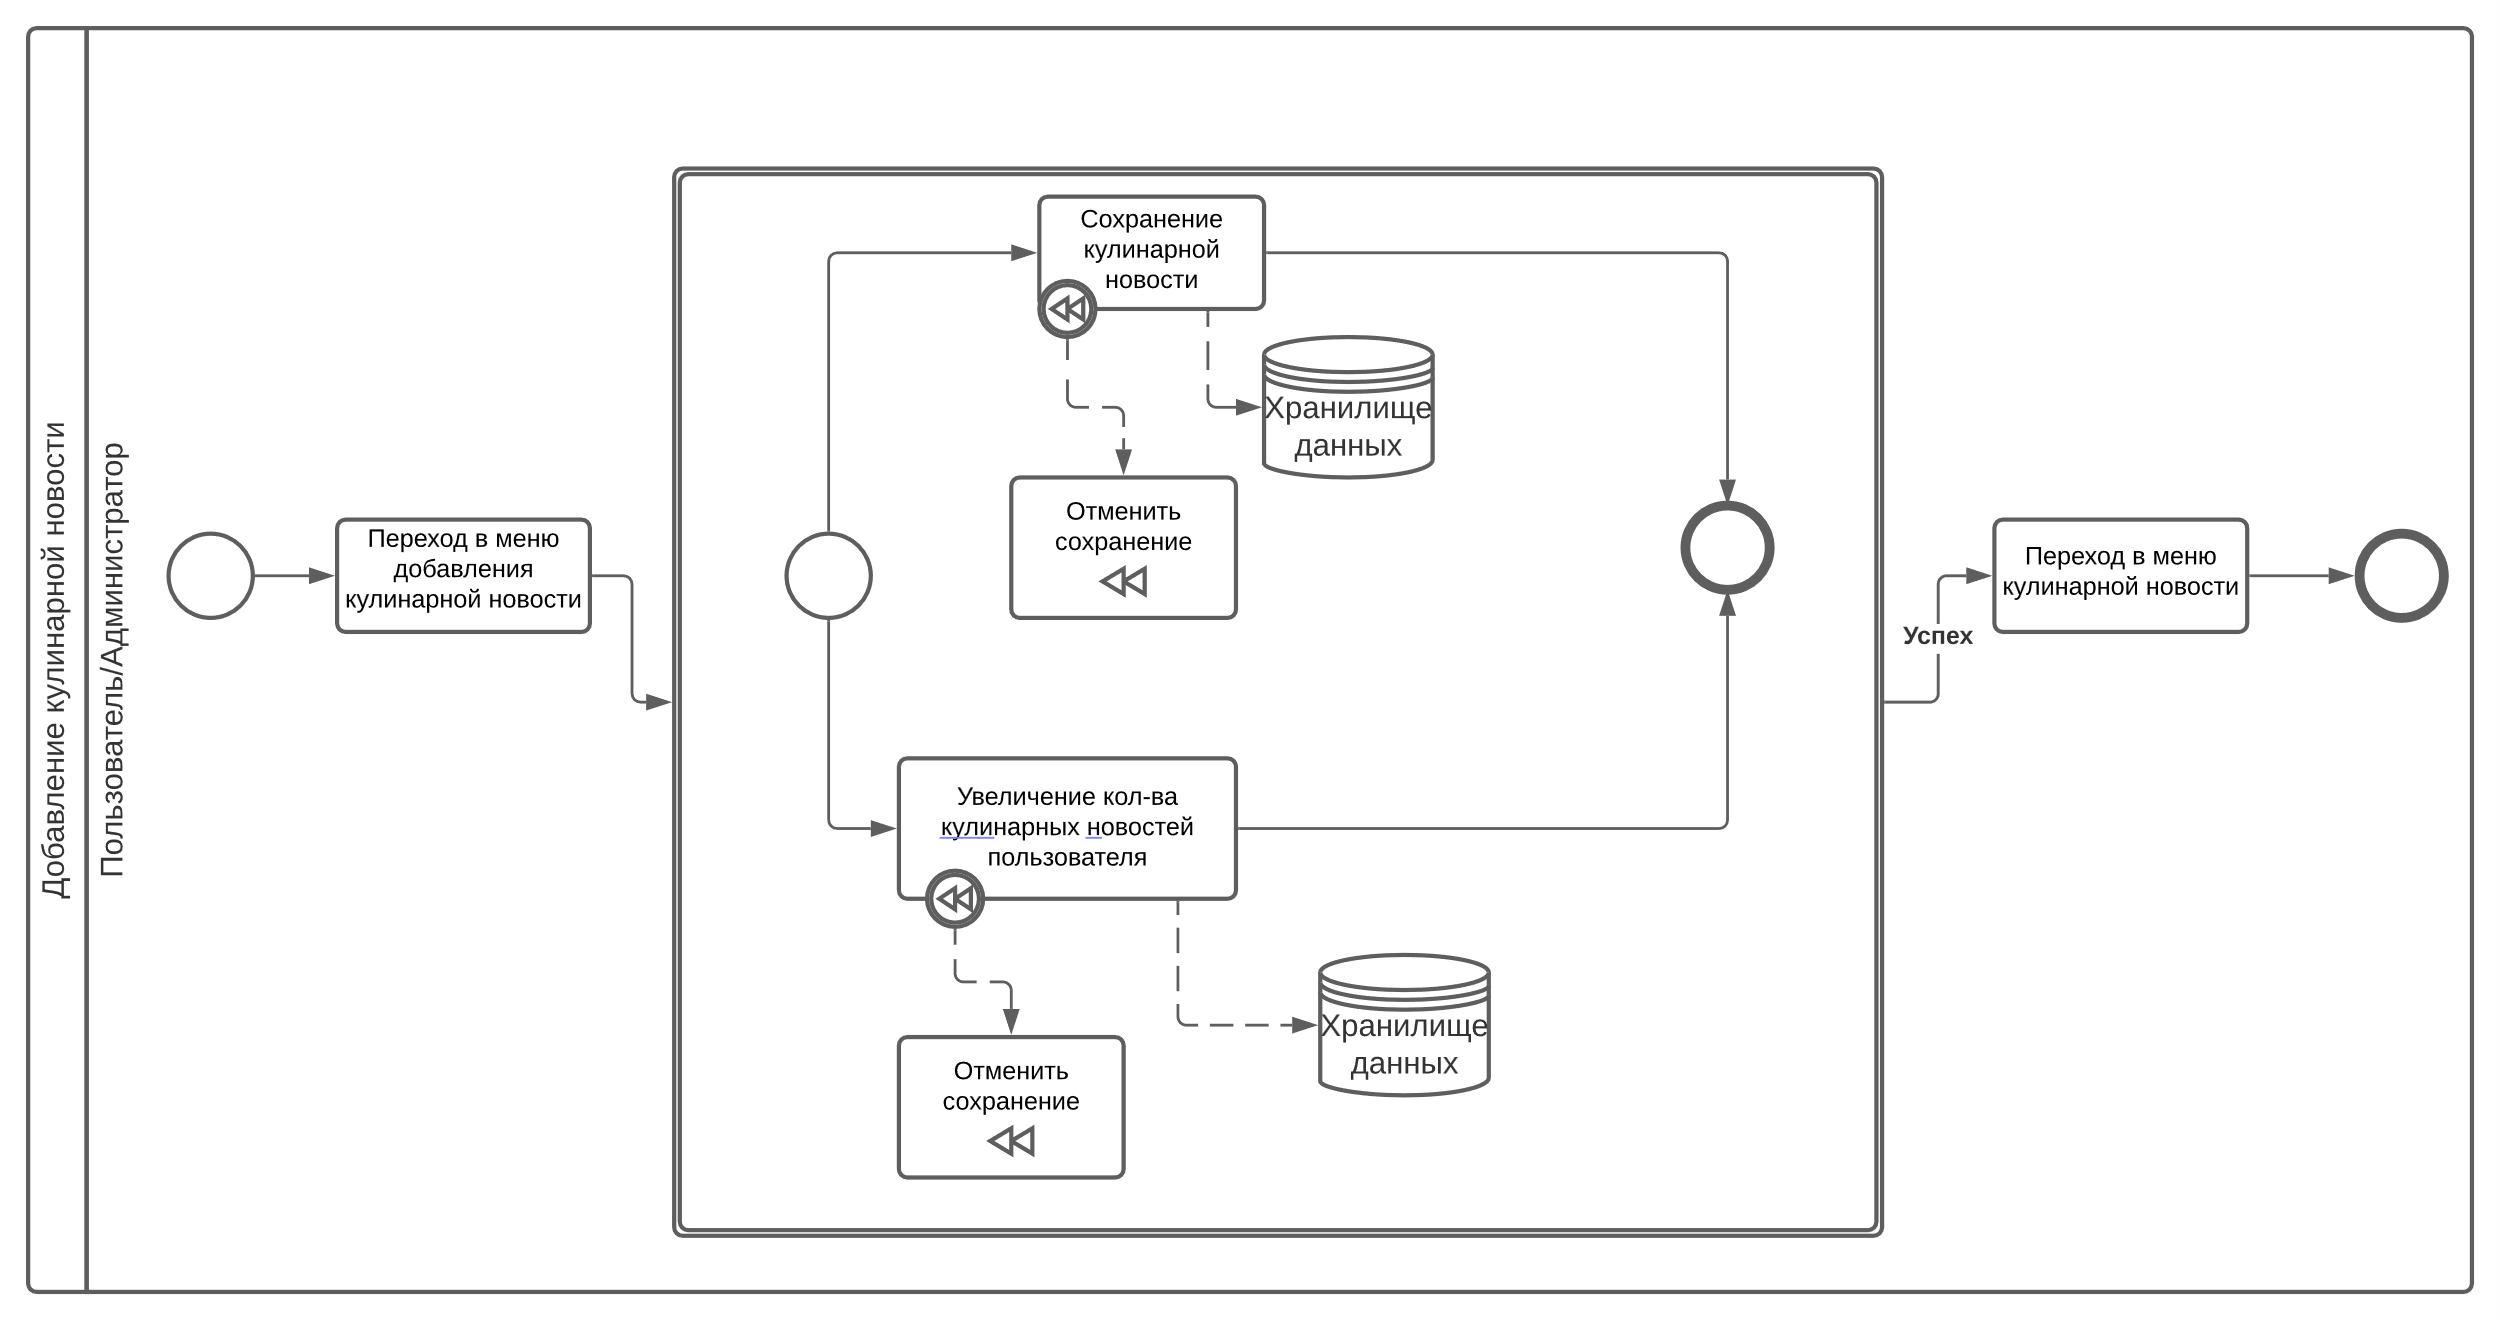 Добавление кулинарной новости
Пользователь/Администратор
Переход в меню
добавления
кулинарной новости
Сохранение
кулинарной
новости
Хранилище
данных
Отменить
сохранение
Увеличение кол-ва
кулинарных новостей
пользователя
Хранилище
данных
Отменить
сохранение
Успех
Переход в меню
кулинарной новости